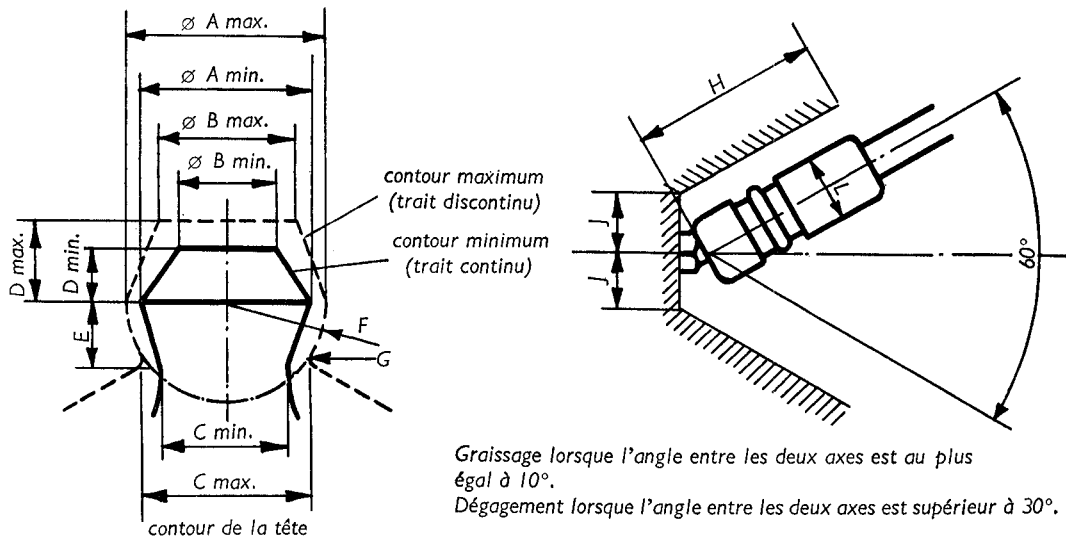 ⌀ A max.
⌀ A min.
⌀ B max.
⌀ B min.
contour maximum
(trait discontinu)
contour minimum
(trait continu)
D max.
D min.
E
F
G
C min.
C max.
contour de la tête
H
J
J
L
60°
Graissage lorsque l'angle entre les deux axes est au plus
égal à 10°.
Dégagement lorsque l'angle entre les deux axes est supérieur à 30°.